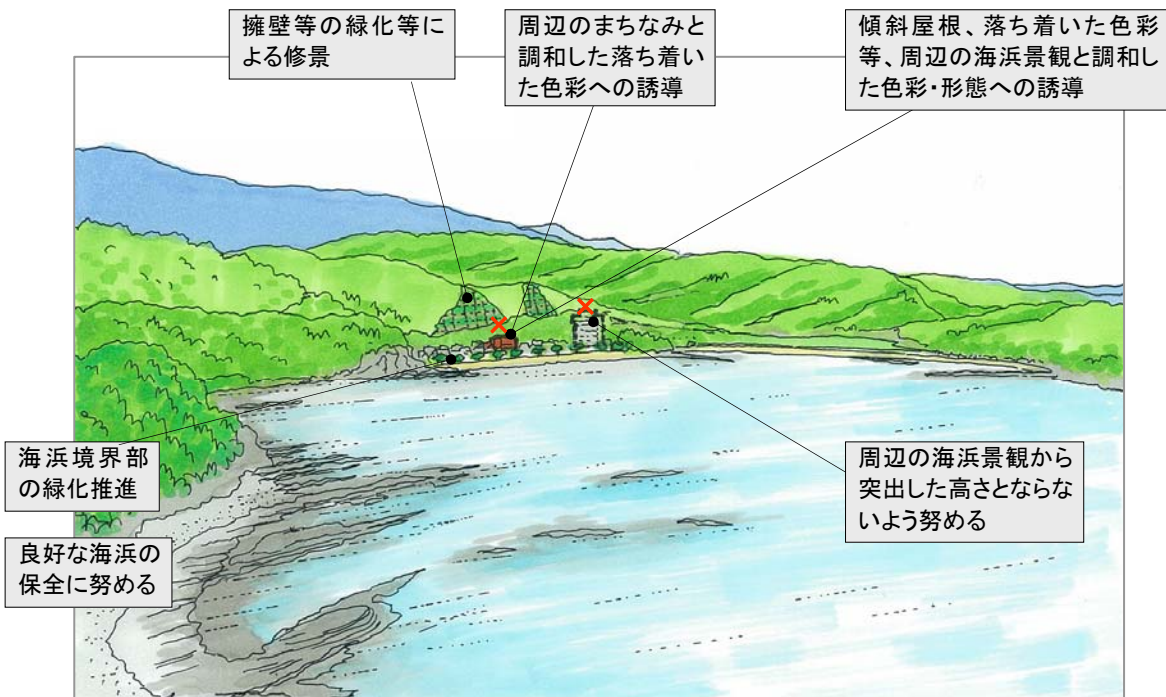 擁壁等の緑化等に
よる修景
周辺のまちなみと
調和した落ち着い
た色彩への誘導
傾斜屋根、落ち着いた色彩
等、周辺の海浜景観と調和し
た色彩・形態への誘導
海浜境界部
の緑化推進
周辺の海浜景観から
突出した高さとならな
いよう努める
良好な海浜の
保全に努める